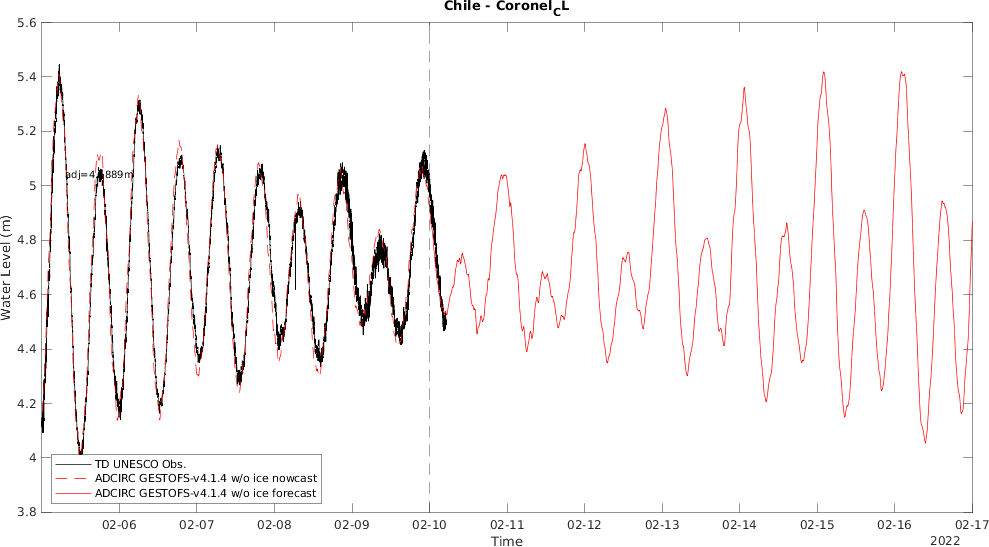 Chile - Coronel_CL
5.6
5.4
5.2
5
4.8
4.6
4.4
4.2
4
3.8
Water Level (m)
TD UNESCO Obs.
ADCIRC GESTOFS-v4.1.4 w/o ice nowcast
ADCIRC GESTOFS-v4.1.4 w/o ice forecast
02-06 02-07 02-08 02-09 02-10 02-11 02-12 02-13 02-14 02-15 02-16 02-17
Time
2022